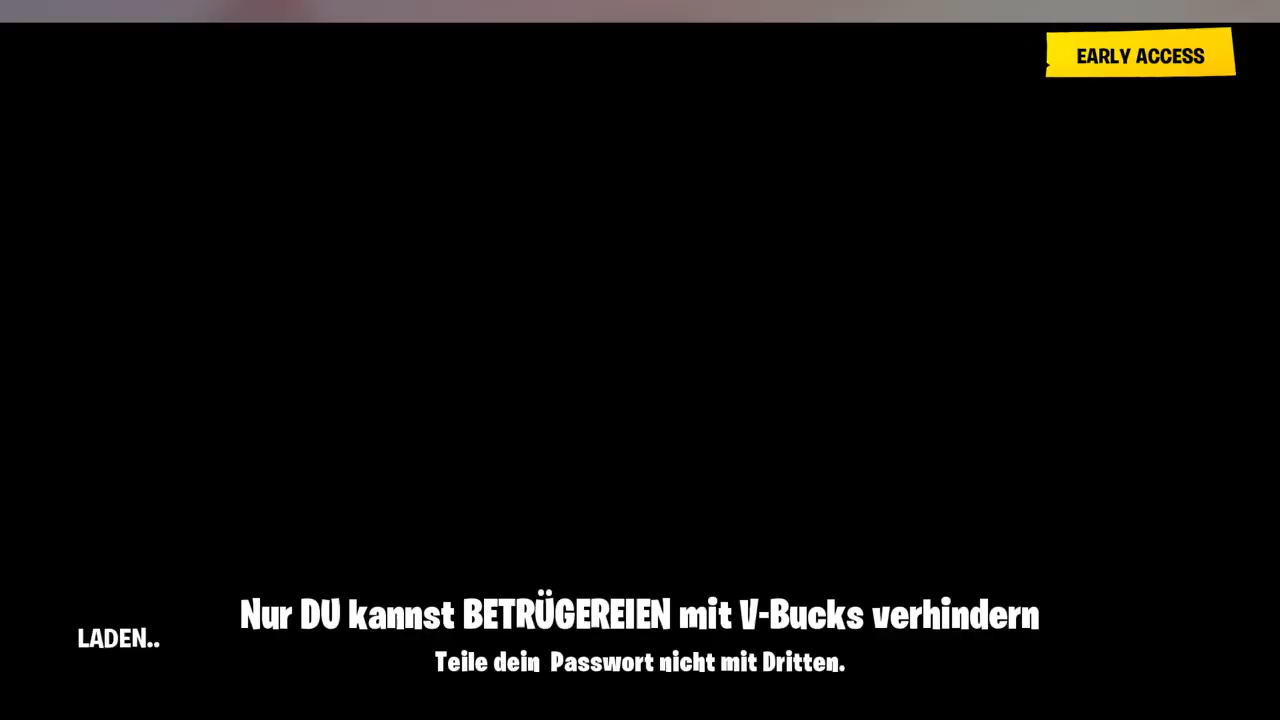 EARLY ACCESS
Nur DU kannst BETRÜGEREIEN mit V-Bucks verhindern
LADEN..
Teile dein Passwort nicht mit Dritten.